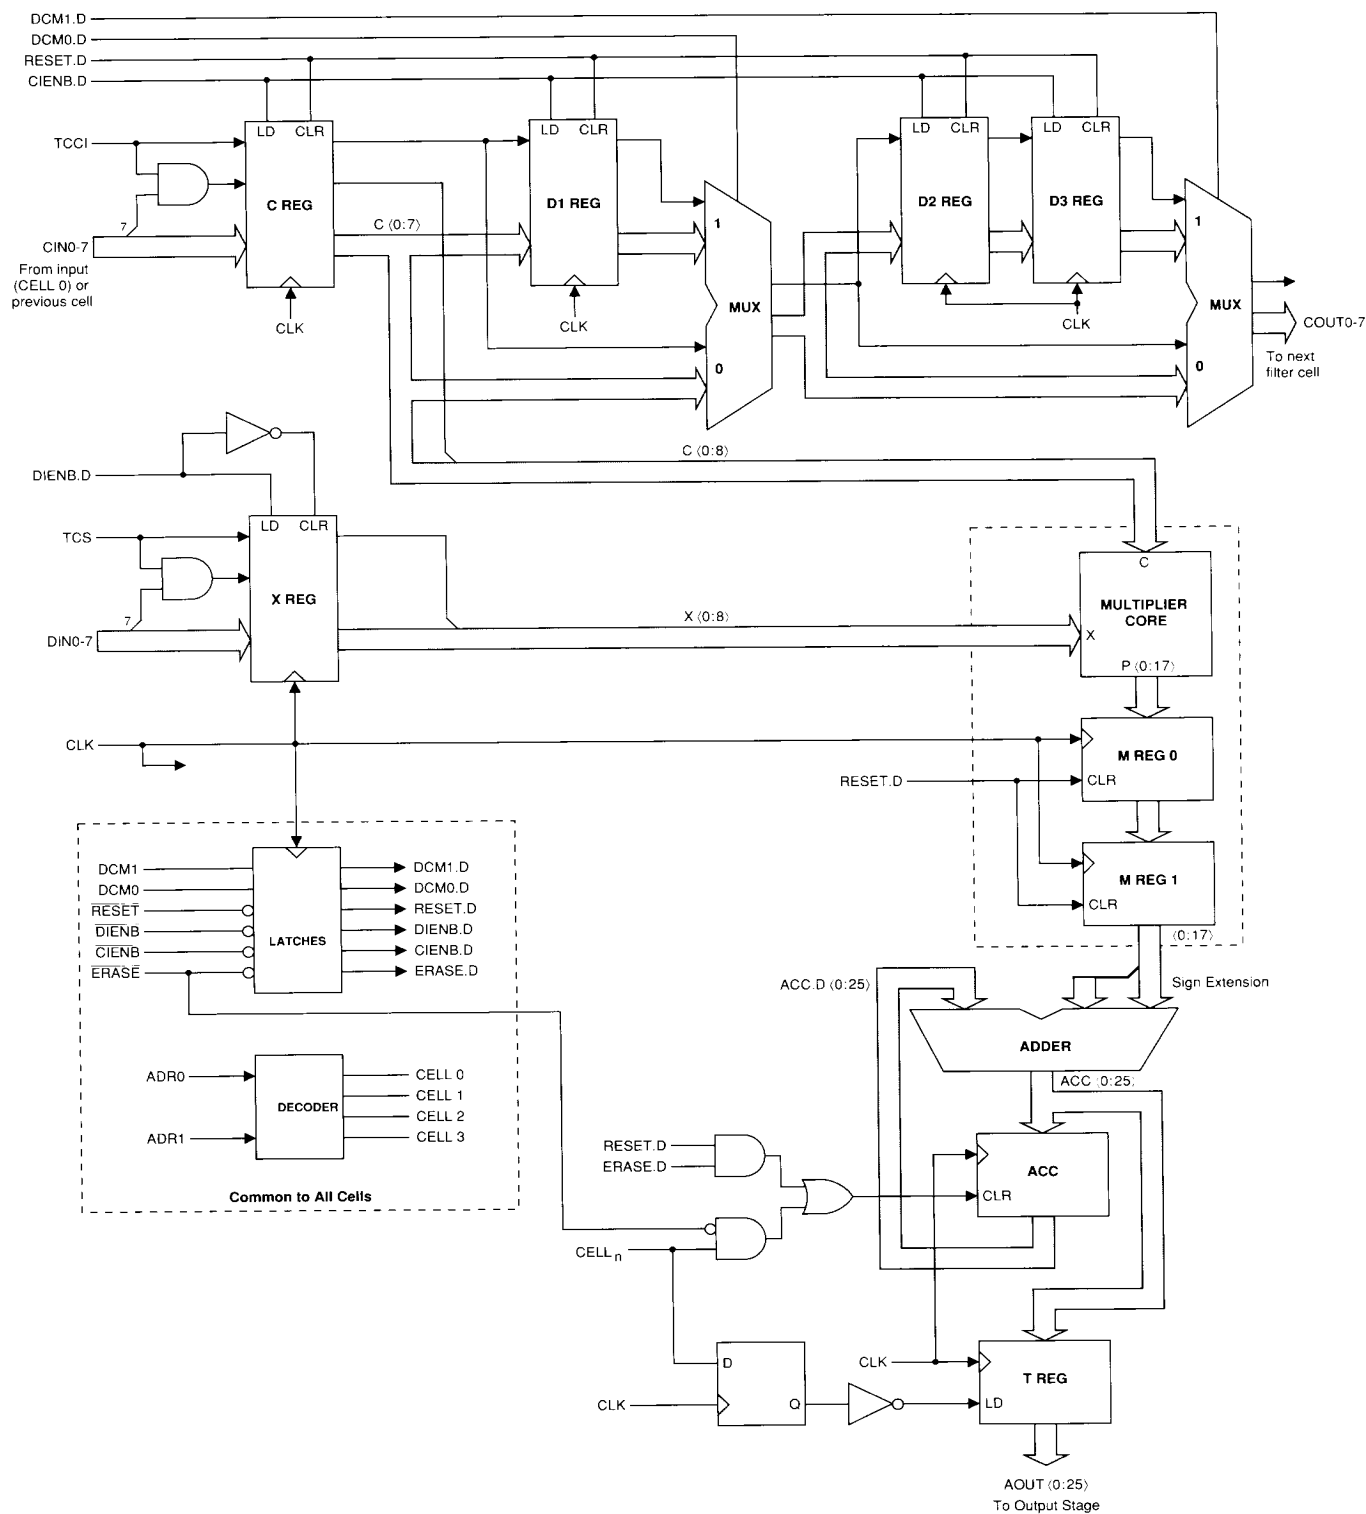 DCM1.D
DCM0.D
RESET.D
CIENB.D
LD CLR
LD CLR
LD CLR
LD CLR
TCCI
C REG
D1 REG
D2 REG
D3 REG
7
C (0:7)
1
1
CIN0-7
From input
(CELL 0) or
previous cell
CLK
CLK
CLK
MUX
MUX
COUT0-7
0
0
To next
filter cell
C (0:8)
DIENB.D
LD CLR
TCS
X REG
7
X (0:8)
DIN0-7
C
MULTIPLIER
CORE
X
P (0:17)
CLK
M REG 0
RESET.D
CLR
M REG 1
CLR
(0:17)
DCM1
DCM0
RESET
DIENB
CIENB
ERASE
LATCHES
DCM1.D
DCM0.D
RESET.D
DIENB.D
CIENB.D
ERASE.D
ACC.D (0:25)
Sign Extension
ADDER
ACC (0:25)
ADR0
ADR1
DECODER
CELL 0
CELL 1
CELL 2
CELL 3
Common to All Cells
RESET.D
ERASE.D
ACC
CLR
CELLn
D
Q
CLK
CLK
T REG
LD
AOUT (0:25)
To Output Stage